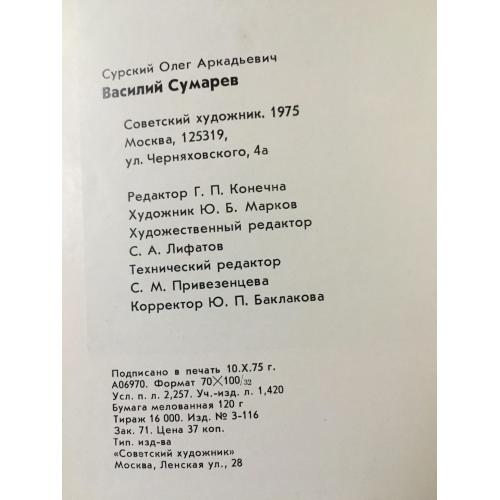 Сурский Олег Аркадьевич
Василий Сумарев
Советский художник. 1975
Москва, 125319,
ул. Черняховского, 4а
Редактор Г. П. Конечна
Художник Ю. Б. Марков
Художественный редактор
С. А. Лифатов
Технический редактор
С. М. Привезенцева
Корректор Ю. П. Баклакова
Подписано в печать 10.X.75 г.
А06970. Формат 70×100/32
Усл. п. л. 2,257. Уч.-изд. л. 1,420
Бумага мелованная 120 г
Тираж 16 000. Изд. № 3-116
Зак. 71. Цена 37 коп.
Тип. изд-ва
«Советский художник»
Москва, Ленская ул., 28